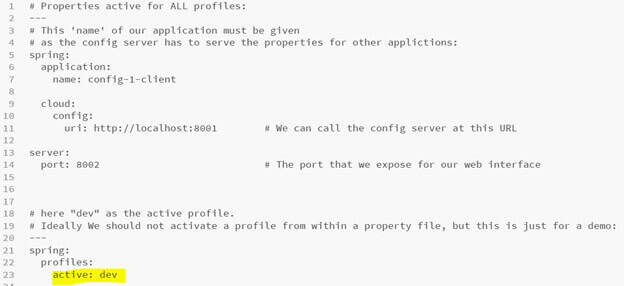 1 # Properties active for ALL profiles:
2 ---
3 # This 'name' of our application must be given
4 # as the config server has to serve the properties for other applictions:
5 spring:
6   application:
7     name: config-1-client
8
9   cloud:
10     config:
11       uri: http://localhost:8001        # We can call the config server at this URL
12
13 server:
14   port: 8002                            # The port that we expose for our web interface
15
16
17
18 # here "dev" as the active profile.
19 # Ideally We should not activate a profile from within a property file, but this is just for a demo:
20 ---
21 spring:
22   profiles:
23     active: dev